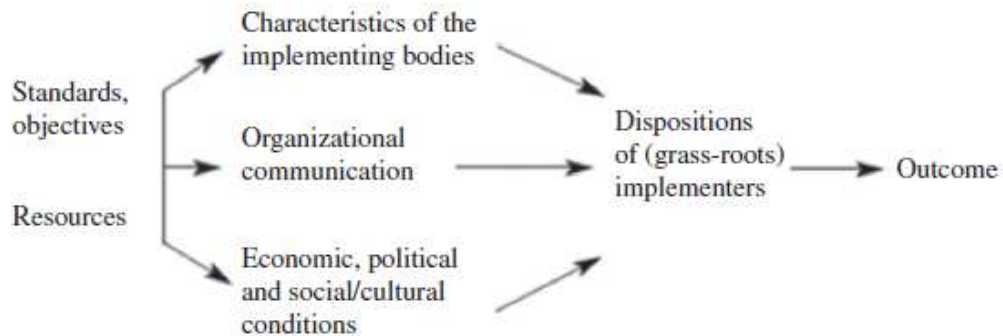 Standards,
objectives
Resources
Characteristics of the
implementing bodies
Organizational
communication
Economic, political
and social/cultural
conditions
Dispositions
of (grass-roots)
implementers
Outcome